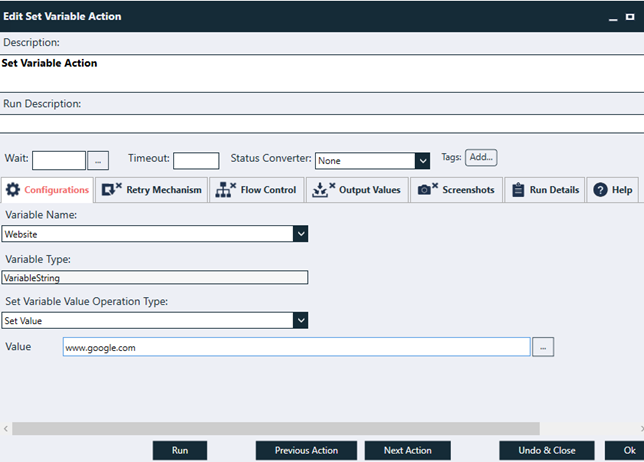 Edit Set Variable Action
Description:
Set Variable Action
Run Description:
Wait: ... Timeout: Status Converter: None Tags: Add...
Configurations Retry Mechanism Flow Control Output Values Screenshots Run Details Help
Variable Name:
Website
Variable Type:
VariableString
Set Variable Value Operation Type:
Set Value
Value www.google.com ...
Run Previous Action Next Action Undo & Close Ok